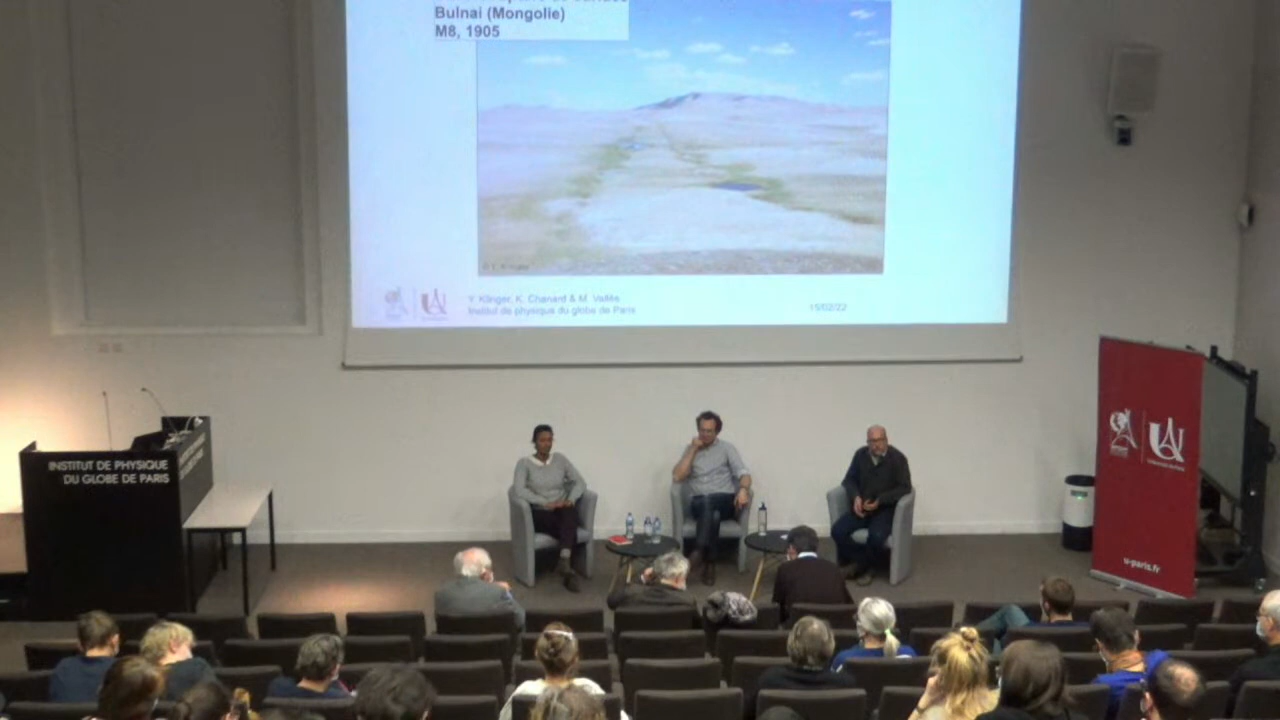 Bulnai (Mongolie)
M8, 1905
Y. Klinger, K. Chanard & M. Vallée
Institut de physique du globe de Paris
15/02/22
INSTITUT DE PHYSIQUE
DU GLOBE DE PARIS
u-paris.fr